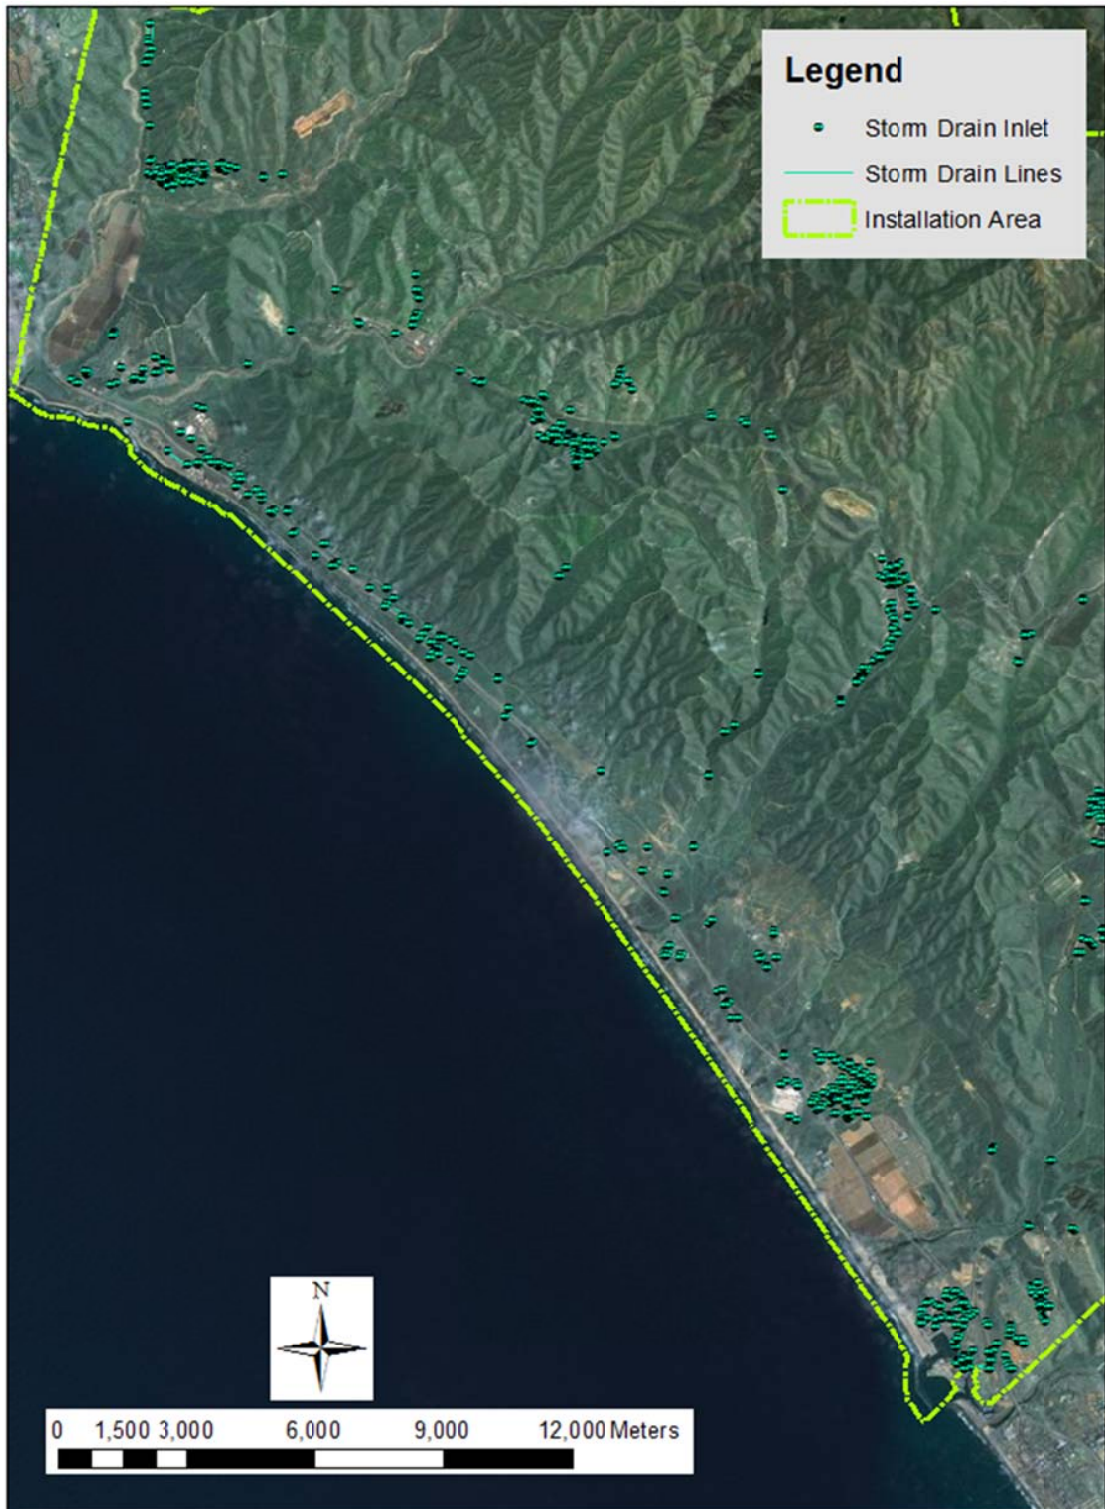 Legend
Storm Drain Inlet
Storm Drain Lines
Installation Area
N
0 1,500 3,000 6,000 9,000 12,000 Meters